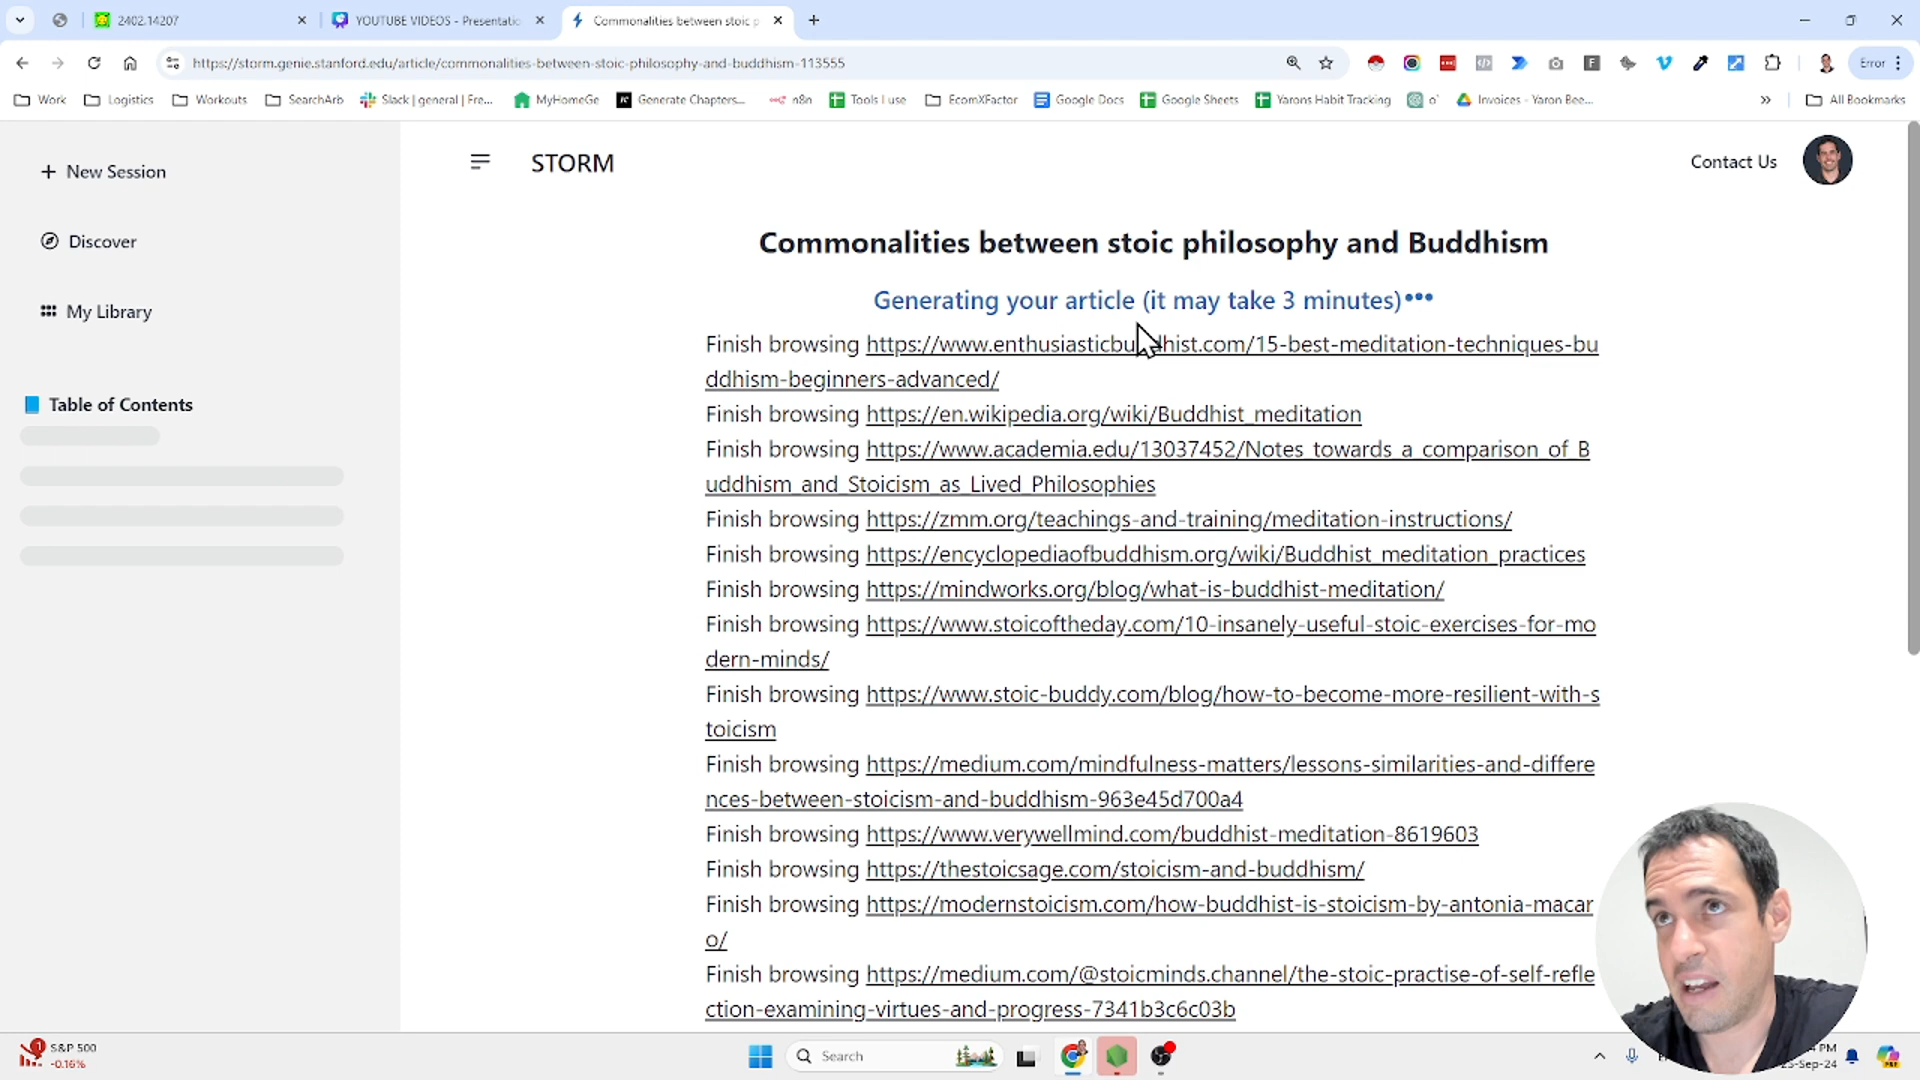 2402.14207
YOUTUBE VIDEOS - Presentatio
Commonalities between stoic p
https://storm.genie.stanford.edu/article/commonalities-between-stoic-philosophy-and-buddhism-113555
Error
Work
Logistics
Workouts
SearchArb
Slack | general | Fre...
MyHomeGe
Generate Chapters...
n8n
Tools I use
EcomXFactor
Google Docs
Google Sheets
Yarons Habit Tracking
Invoices - Yaron Bee...
All Bookmarks
New Session
STORM
Contact Us
Discover
My Library
Table of Contents
Commonalities between stoic philosophy and Buddhism
Generating your article (it may take 3 minutes)•••
Finish browsing https://www.enthusiasticbuddhist.com/15-best-meditation-techniques-bu
ddhism-beginners-advanced/
Finish browsing https://en.wikipedia.org/wiki/Buddhist_meditation
Finish browsing https://www.academia.edu/13037452/Notes_towards_a_comparison_of_B
uddhism_and_Stoicism_as_Lived_Philosophies
Finish browsing https://zmm.org/teachings-and-training/meditation-instructions/
Finish browsing https://encyclopediaofbuddhism.org/wiki/Buddhist_meditation_practices
Finish browsing https://mindworks.org/blog/what-is-buddhist-meditation/
Finish browsing https://www.stoicoftheday.com/10-insanely-useful-stoic-exercises-for-mo
dern-minds/
Finish browsing https://www.stoic-buddy.com/blog/how-to-become-more-resilient-with-s
toicism
Finish browsing https://medium.com/mindfulness-matters/lessons-similarities-and-differe
nces-between-stoicism-and-buddhism-963e45d700a4
Finish browsing https://www.verywellmind.com/buddhist-meditation-8619603
Finish browsing https://thestoicsage.com/stoicism-and-buddhism/
Finish browsing https://modernstoicism.com/how-buddhist-is-stoicism-by-antonia-macar
o/
Finish browsing https://medium.com/@stoicminds.channel/the-stoic-practise-of-self-refle
ction-examining-virtues-and-progress-7341b3c6c03b
1
S&P 500
-0.16%
Search
PM
-Sep-24